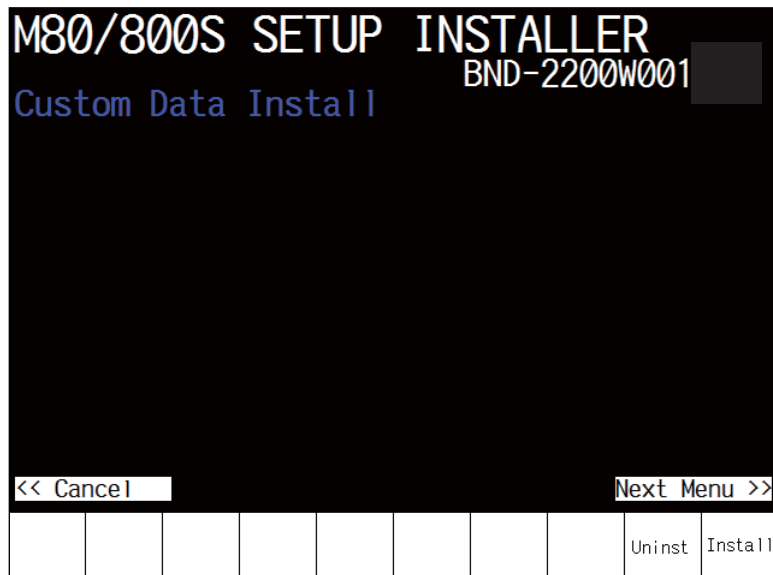 M80/800S SETUP INSTALLER
BND-2200W001
Custom Data Install
<< Cancel
Next Menu >>
Uninst Install